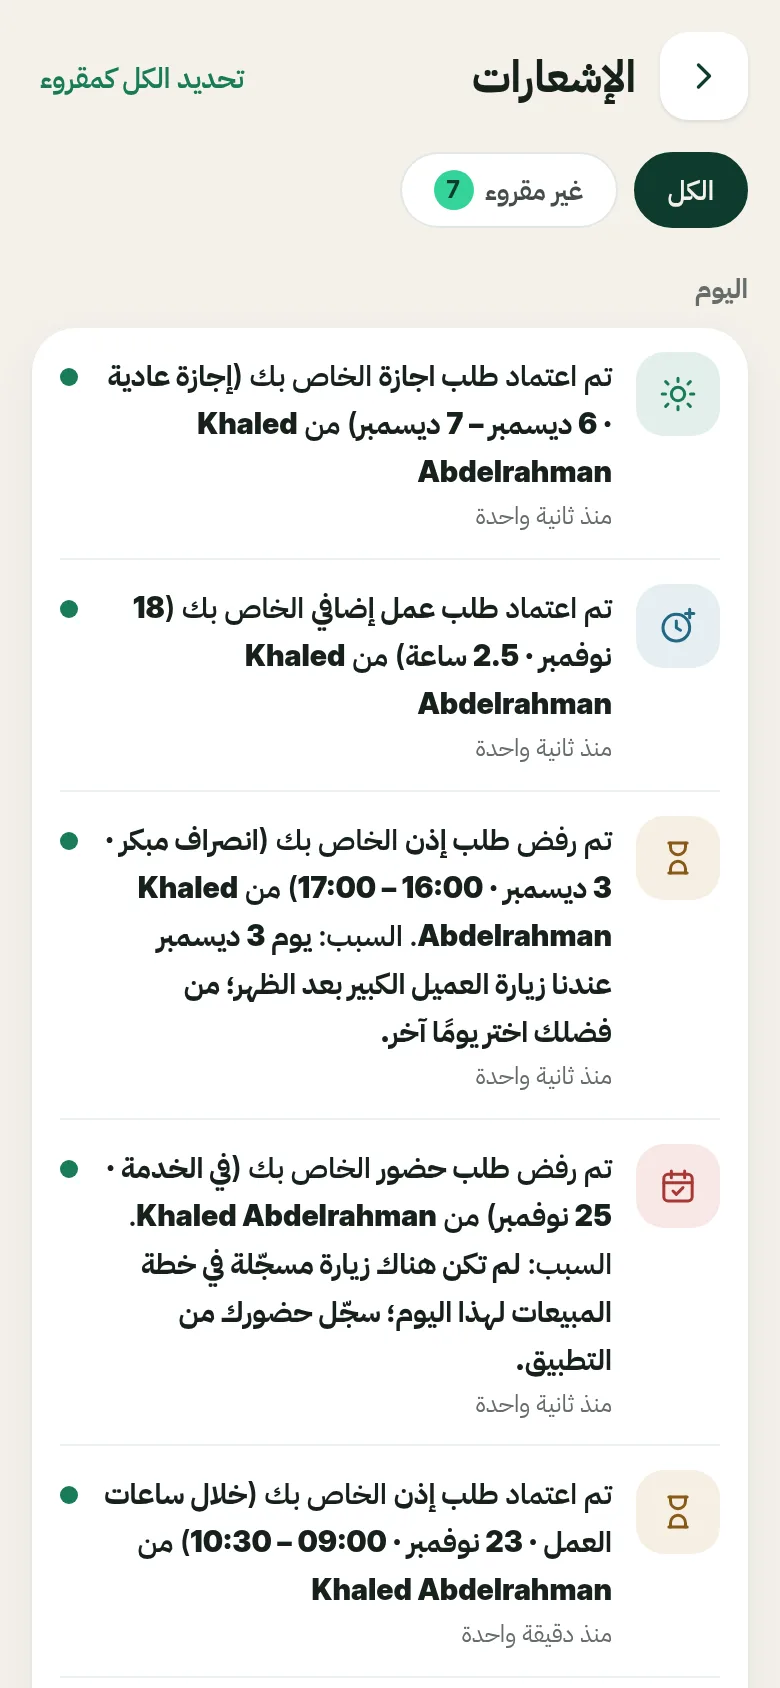 الإشعارات
تحديد الكل كمقروء
الكل
غير مقروء 7
اليوم
تم اعتماد طلب اجازة الخاص بك (إجازة عادية
· 6 ديسمبر – 7 ديسمبر) من Khaled
Abdelrahman
منذ ثانية واحدة
تم اعتماد طلب عمل إضافي الخاص بك (18
نوفمبر · 2.5 ساعة) من Khaled
Abdelrahman
منذ ثانية واحدة
تم رفض طلب إذن الخاص بك (انصراف مبكر ·
3 ديسمبر · 16:00 – 17:00) من Khaled
Abdelrahman. السبب: يوم 3 ديسمبر
عندنا زيارة العميل الكبير بعد الظهر؛ من
فضلك اختر يومًا آخر.
منذ ثانية واحدة
تم رفض طلب حضور الخاص بك (في الخدمة ·
25 نوفمبر) من Khaled Abdelrahman.
السبب: لم تكن هناك زيارة مسجّلة في خطة
المبيعات لهذا اليوم؛ سجّل حضورك من
التطبيق.
منذ ثانية واحدة
تم اعتماد طلب إذن الخاص بك (خلال ساعات
العمل · 23 نوفمبر · 09:00 – 10:30) من
Khaled Abdelrahman
منذ دقيقة واحدة